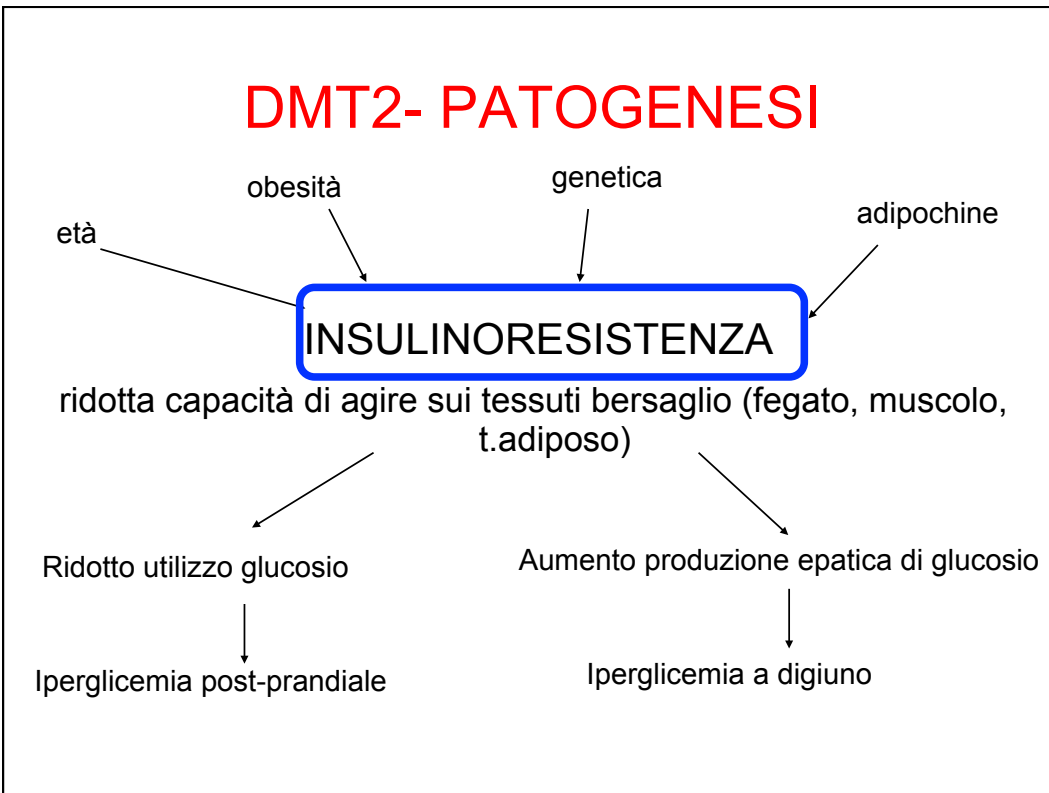 DMT2- PATOGENESI
obesità
genetica
adipochine
età
INSULINORESISTENZA
ridotta capacità di agire sui tessuti bersaglio (fegato, muscolo,
t.adiposo)
Ridotto utilizzo glucosio
Aumento produzione epatica di glucosio
Iperglicemia post-prandiale
Iperglicemia a digiuno